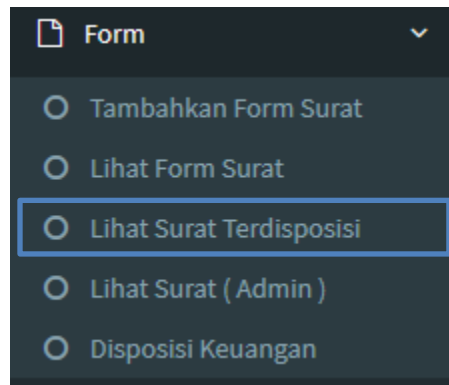 Form
Tambahkan Form Surat
Lihat Form Surat
Lihat Surat Terdisposisi
Lihat Surat ( Admin )
Disposisi Keuangan